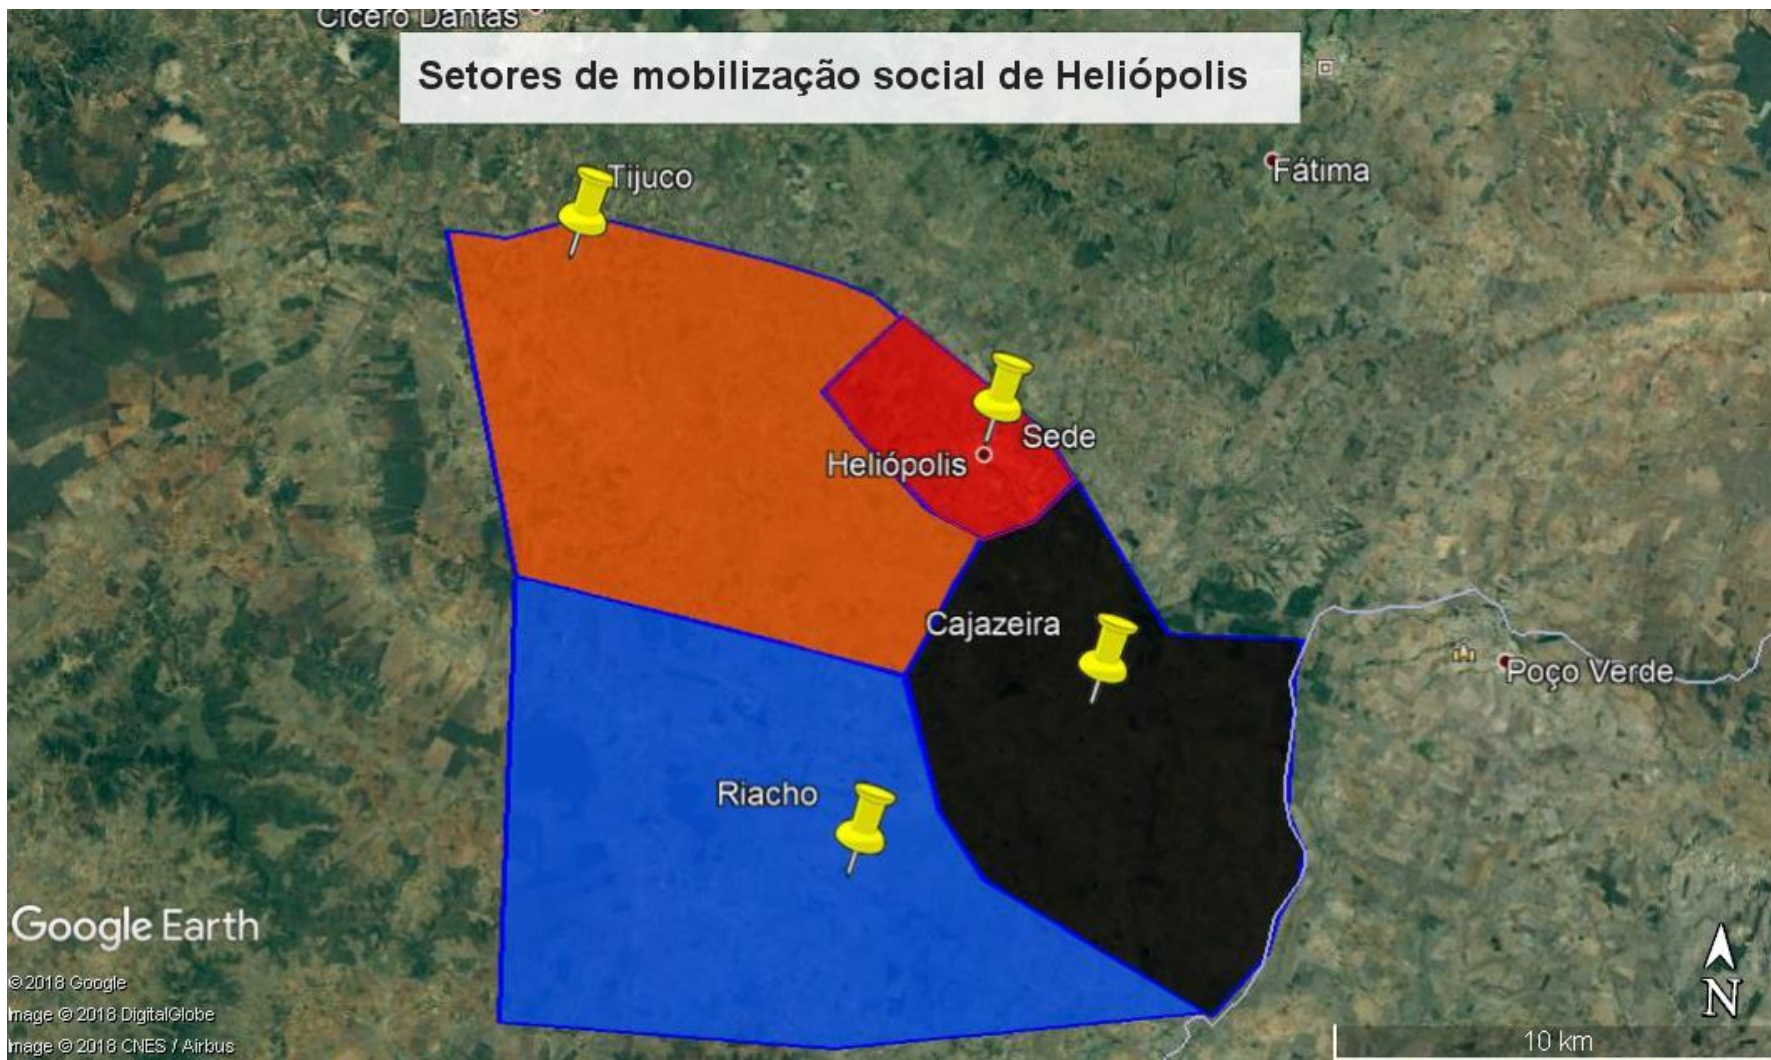 Cícero Dantas
Setores de mobilização social de Heliópolis
Tijuco
Fátima
Sede
Heliópolis
Cajazeira
Poço Verde
Riacho
Google Earth
© 2018 Google
Image © 2018 DigitalGlobe
Image © 2018 CNES / Airbus
N
10 km